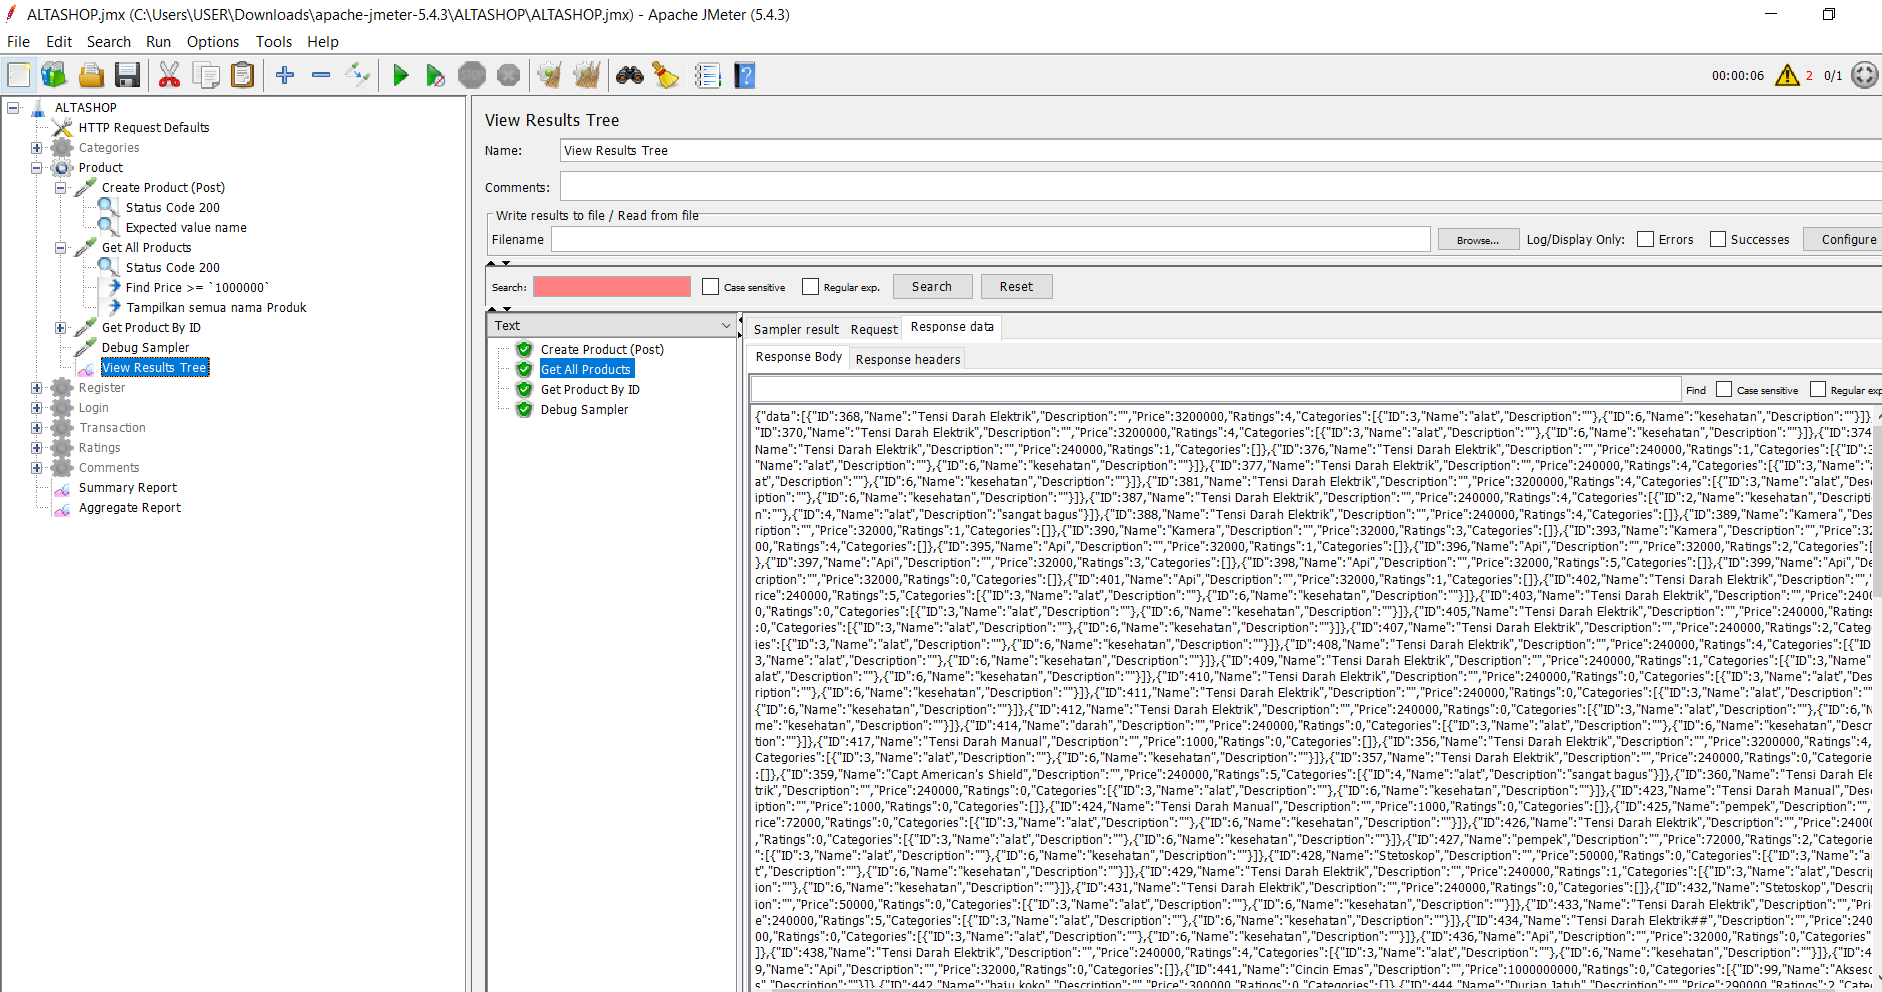 ALTASHOP.jmx (C:\Users\USER\Downloads\apache-jmeter-5.4.3\ALTASHOP\ALTASHOP.jmx) - Apache JMeter (5.4.3)
File Edit Search Run Options Tools Help
STOP
00:00:06 2 0/1
ALTASHOP
HTTP Request Defaults
Categories
Product
Create Product (Post)
Status Code 200
Expected value name
Get All Products
Status Code 200
Find Price >= `1000000`
Tampilkan semua nama Produk
Get Product By ID
Debug Sampler
View Results Tree
Register
Login
Transaction
Ratings
Comments
Summary Report
Aggregate Report
View Results Tree
Name: View Results Tree
Comments:
Write results to file / Read from file
Filename Browse... Log/Display Only: Errors Successes Configure
Search: Case sensitive Regular exp. Search Reset
Text
Create Product (Post)
Get All Products
Get Product By ID
Debug Sampler
Sampler result Request Response data
Response Body Response headers
Find Case sensitive Regular exp
{"data":[{"ID":368,"Name":"Tensi Darah Elektrik","Description":"","Price":3200000,"Ratings":4,"Categories":[{"ID":3,"Name":"alat","Description":""},{"ID":6,"Name":"kesehatan","Description":""}]}
"ID":370,"Name":"Tensi Darah Elektrik","Description":"","Price":3200000,"Ratings":4,"Categories":[{"ID":3,"Name":"alat","Description":""},{"ID":6,"Name":"kesehatan","Description":""}]},{"ID":374
Name":"Tensi Darah Elektrik","Description":"","Price":240000,"Ratings":1,"Categories":[]},{"ID":376,"Name":"Tensi Darah Elektrik","Description":"","Price":240000,"Ratings":1,"Categories":[{"ID":3
"Name":"alat","Description":""},{"ID":6,"Name":"kesehatan","Description":""}]},{"ID":377,"Name":"Tensi Darah Elektrik","Description":"","Price":240000,"Ratings":4,"Categories":[{"ID":3,"Name":"a
at","Description":""},{"ID":6,"Name":"kesehatan","Description":""}]},{"ID":381,"Name":"Tensi Darah Elektrik","Description":"","Price":3200000,"Ratings":4,"Categories":[{"ID":3,"Name":"alat","Desc
iption":""},{"ID":6,"Name":"kesehatan","Description":""}]},{"ID":387,"Name":"Tensi Darah Elektrik","Description":"","Price":240000,"Ratings":4,"Categories":[{"ID":2,"Name":"kesehatan","Descripti
n":""},{"ID":4,"Name":"alat","Description":"sangat bagus"}]},{"ID":388,"Name":"Tensi Darah Elektrik","Description":"","Price":240000,"Ratings":4,"Categories":[]},{"ID":389,"Name":"Kamera","Des
ription":"","Price":32000,"Ratings":1,"Categories":[]},{"ID":390,"Name":"Kamera","Description":"","Price":32000,"Ratings":3,"Categories":[]},{"ID":393,"Name":"Kamera","Description":"","Price":32
00,"Ratings":4,"Categories":[]},{"ID":395,"Name":"Api","Description":"","Price":32000,"Ratings":1,"Categories":[]},{"ID":396,"Name":"Api","Description":"","Price":32000,"Ratings":2,"Categories":[
},{"ID":397,"Name":"Api","Description":"","Price":32000,"Ratings":3,"Categories":[]},{"ID":398,"Name":"Api","Description":"","Price":32000,"Ratings":5,"Categories":[]},{"ID":399,"Name":"Api","De
cription":"","Price":32000,"Ratings":0,"Categories":[]},{"ID":401,"Name":"Api","Description":"","Price":32000,"Ratings":1,"Categories":[]},{"ID":402,"Name":"Tensi Darah Elektrik","Description":"","
rice":240000,"Ratings":5,"Categories":[{"ID":3,"Name":"alat","Description":""},{"ID":6,"Name":"kesehatan","Description":""}]},{"ID":403,"Name":"Tensi Darah Elektrik","Description":"","Price":2400
0,"Ratings":0,"Categories":[{"ID":3,"Name":"alat","Description":""},{"ID":6,"Name":"kesehatan","Description":""}]},{"ID":405,"Name":"Tensi Darah Elektrik","Description":"","Price":240000,"Ratings
:0,"Categories":[{"ID":3,"Name":"alat","Description":""},{"ID":6,"Name":"kesehatan","Description":""}]},{"ID":407,"Name":"Tensi Darah Elektrik","Description":"","Price":240000,"Ratings":2,"Categ
ies":[{"ID":3,"Name":"alat","Description":""},{"ID":6,"Name":"kesehatan","Description":""}]},{"ID":408,"Name":"Tensi Darah Elektrik","Description":"","Price":240000,"Ratings":4,"Categories":[{"ID
3,"Name":"alat","Description":""},{"ID":6,"Name":"kesehatan","Description":""}]},{"ID":409,"Name":"Tensi Darah Elektrik","Description":"","Price":240000,"Ratings":1,"Categories":[{"ID":3,"Name":"
alat","Description":""},{"ID":6,"Name":"kesehatan","Description":""}]},{"ID":410,"Name":"Tensi Darah Elektrik","Description":"","Price":240000,"Ratings":0,"Categories":[{"ID":3,"Name":"alat","Des
ription":""},{"ID":6,"Name":"kesehatan","Description":""}]},{"ID":411,"Name":"Tensi Darah Elektrik","Description":"","Price":240000,"Ratings":0,"Categories":[{"ID":3,"Name":"alat","Description":""
{"ID":6,"Name":"kesehatan","Description":""}]},{"ID":412,"Name":"Tensi Darah Elektrik","Description":"","Price":240000,"Ratings":0,"Categories":[{"ID":3,"Name":"alat","Description":""},{"ID":6,"N
me":"kesehatan","Description":""}]},{"ID":414,"Name":"darah","Description":"","Price":240000,"Ratings":0,"Categories":[{"ID":3,"Name":"alat","Description":""},{"ID":6,"Name":"kesehatan","Descr
tion":""}]},{"ID":417,"Name":"Tensi Darah Manual","Description":"","Price":1000,"Ratings":0,"Categories":[]},{"ID":356,"Name":"Tensi Darah Elektrik","Description":"","Price":3200000,"Ratings":4,
Categories":[{"ID":3,"Name":"alat","Description":""},{"ID":6,"Name":"kesehatan","Description":""}]},{"ID":357,"Name":"Tensi Darah Elektrik","Description":"","Price":240000,"Ratings":0,"Categories
:[]},{"ID":359,"Name":"Capt American's Shield","Description":"","Price":240000,"Ratings":5,"Categories":[{"ID":4,"Name":"alat","Description":"sangat bagus"}]},{"ID":360,"Name":"Tensi Darah Ele
trik","Description":"","Price":240000,"Ratings":0,"Categories":[{"ID":3,"Name":"alat","Description":""},{"ID":6,"Name":"kesehatan","Description":""}]},{"ID":423,"Name":"Tensi Darah Manual","Des
iption":"","Price":1000,"Ratings":0,"Categories":[]},{"ID":424,"Name":"Tensi Darah Manual","Description":"","Price":1000,"Ratings":0,"Categories":[]},{"ID":425,"Name":"pempek","Description":"",
rice":72000,"Ratings":0,"Categories":[{"ID":3,"Name":"alat","Description":""},{"ID":6,"Name":"kesehatan","Description":""}]},{"ID":426,"Name":"Tensi Darah Elektrik","Description":"","Price":24000
,"Ratings":0,"Categories":[{"ID":3,"Name":"alat","Description":""},{"ID":6,"Name":"kesehatan","Description":""}]},{"ID":427,"Name":"pempek","Description":"","Price":72000,"Ratings":2,"Categorie
":[{"ID":3,"Name":"alat","Description":""},{"ID":6,"Name":"kesehatan","Description":""}]},{"ID":428,"Name":"Stetoskop","Description":"","Price":50000,"Ratings":0,"Categories":[{"ID":3,"Name":"al
t","Description":""},{"ID":6,"Name":"kesehatan","Description":""}]},{"ID":429,"Name":"Tensi Darah Elektrik","Description":"","Price":240000,"Ratings":1,"Categories":[{"ID":3,"Name":"alat","Descri
ion":""},{"ID":6,"Name":"kesehatan","Description":""}]},{"ID":431,"Name":"Tensi Darah Elektrik","Description":"","Price":240000,"Ratings":0,"Categories":[]},{"ID":432,"Name":"Stetoskop","Descri
ion":"","Price":50000,"Ratings":0,"Categories":[{"ID":3,"Name":"alat","Description":""},{"ID":6,"Name":"kesehatan","Description":""}]},{"ID":433,"Name":"Tensi Darah Elektrik","Description":"","Pri
e":240000,"Ratings":5,"Categories":[{"ID":3,"Name":"alat","Description":""},{"ID":6,"Name":"kesehatan","Description":""}]},{"ID":434,"Name":"Tensi Darah Elektrik##","Description":"","Price":240
00,"Ratings":0,"Categories":[{"ID":3,"Name":"alat","Description":""},{"ID":6,"Name":"kesehatan","Description":""}]},{"ID":436,"Name":"Api","Description":"","Price":32000,"Ratings":0,"Categories"
]},{"ID":438,"Name":"Tensi Darah Elektrik","Description":"","Price":240000,"Ratings":4,"Categories":[{"ID":3,"Name":"alat","Description":""},{"ID":6,"Name":"kesehatan","Description":""}]},{"ID":4
9,"Name":"Api","Description":"","Price":32000,"Ratings":0,"Categories":[]},{"ID":441,"Name":"Cincin Emas","Description":"","Price":1000000000,"Ratings":0,"Categories":[{"ID":99,"Name":"Aksesc
s","Description":""}]},{"ID":442,"Name":"baju koko","Description":"","Price":300000,"Ratings":0,"Categories":[]},{"ID":444,"Name":"Durian Jatuh","Description":"","Price":290000,"Ratings":2,"Cate